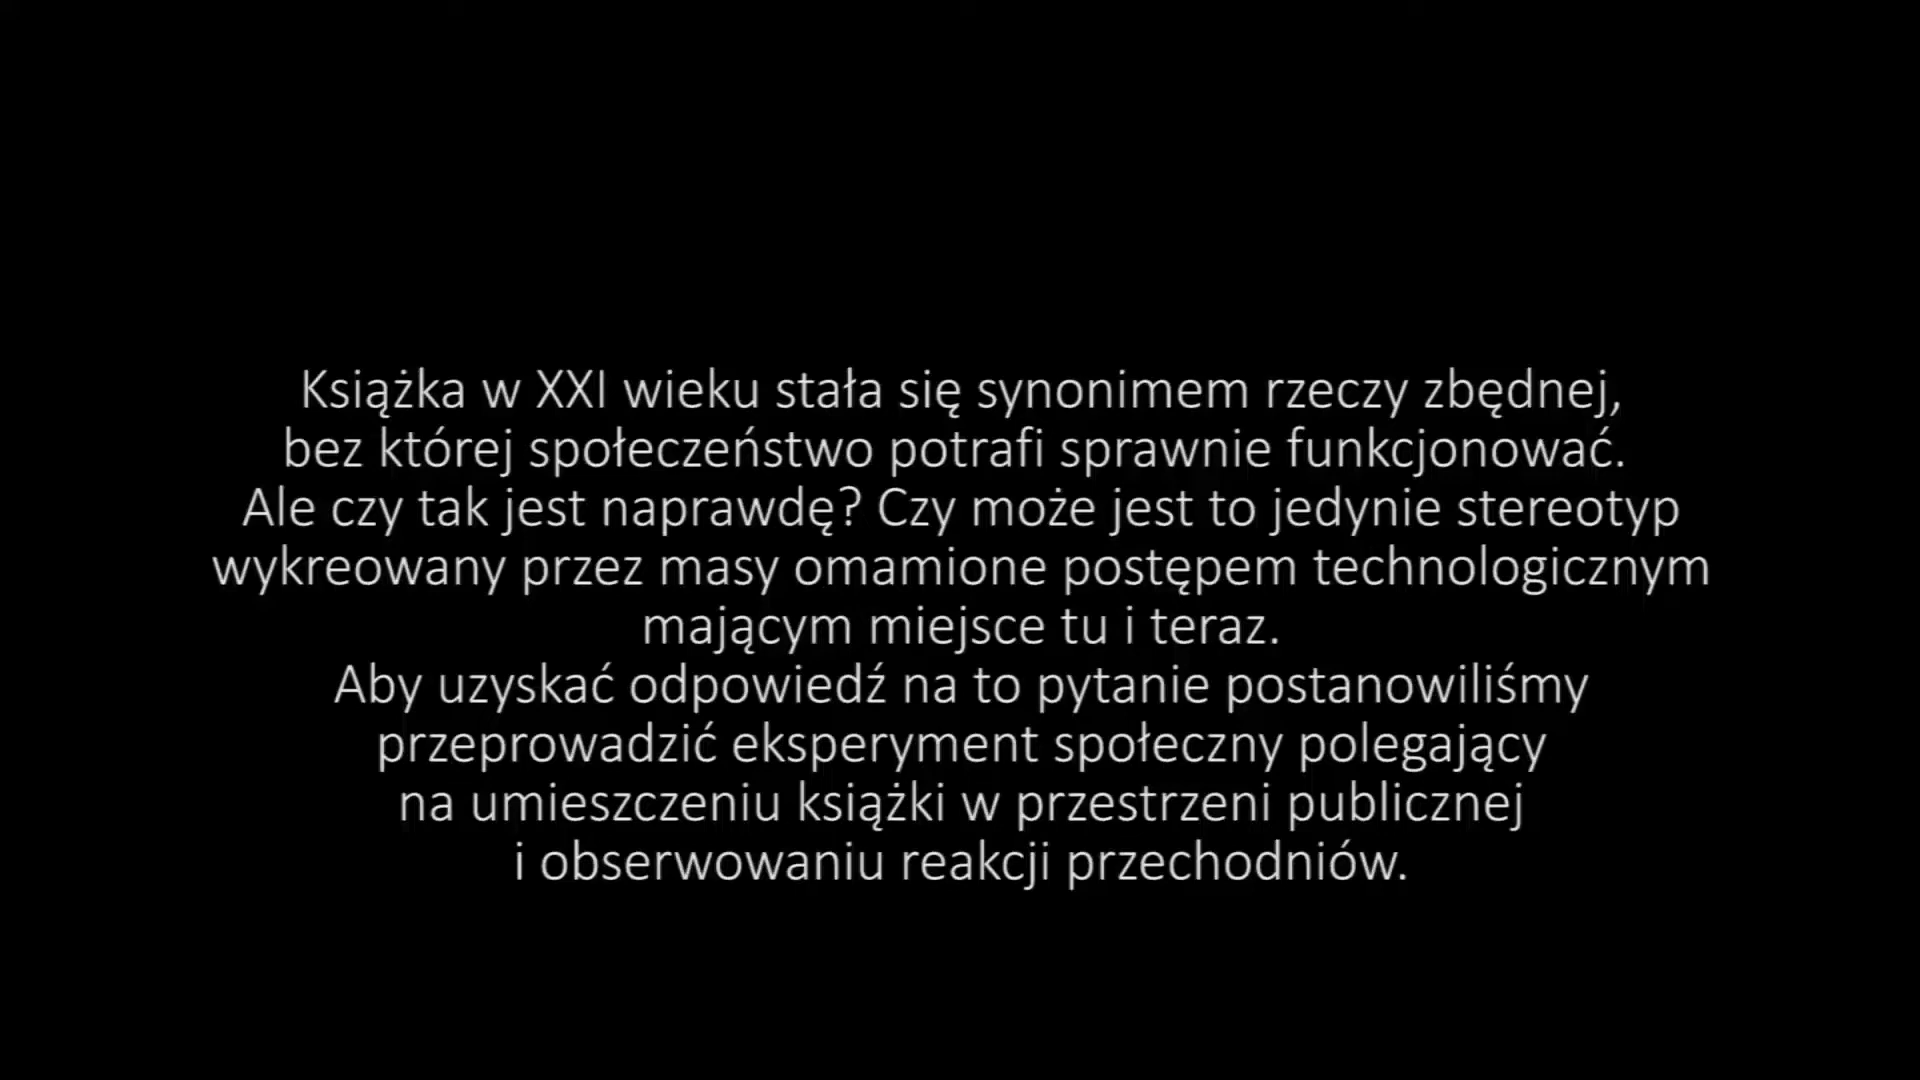 Książka w XXI wieku stała się synonimem rzeczy zbędnej,
bez której społeczeństwo potrafi sprawnie funkcjonować.
Ale czy tak jest naprawdę? Czy może jest to jedynie stereotyp
wykreowany przez masy omamione postępem technologicznym
mającym miejsce tu i teraz.
Aby uzyskać odpowiedź na to pytanie postanowiliśmy
przeprowadzić eksperyment społeczny polegający
na umieszczeniu książki w przestrzeni publicznej
i obserwowaniu reakcji przechodniów.